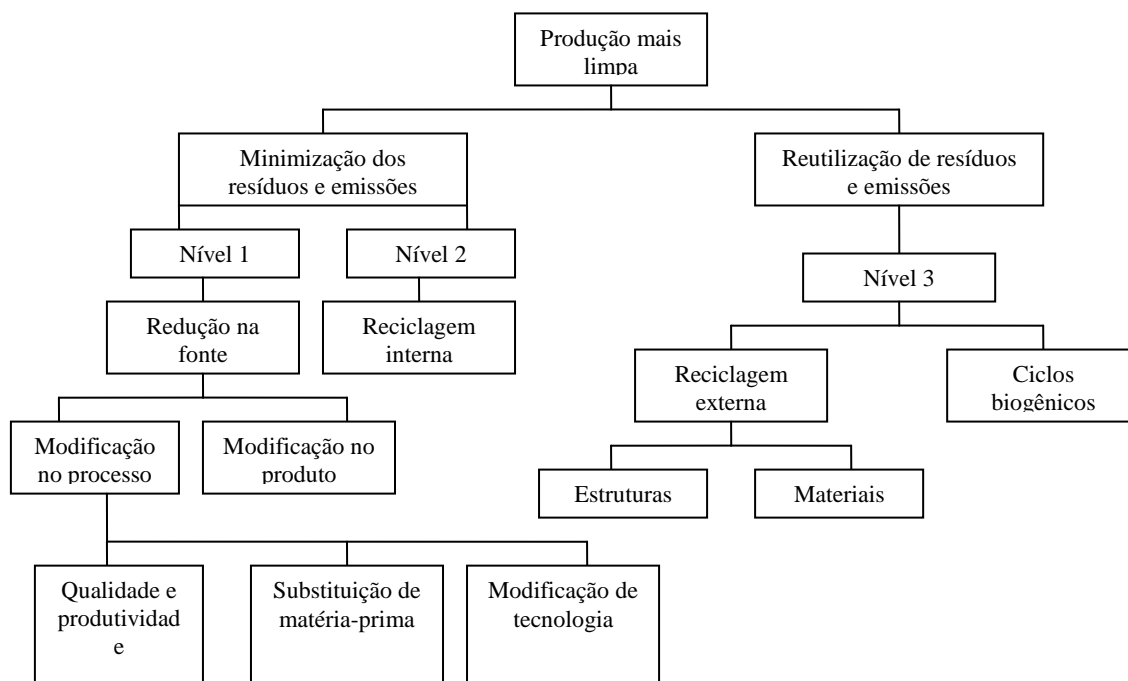 Produção mais
limpa
Minimização dos
resíduos e emissões
Reutilização de resíduos
e emissões
Nível 1
Nível 2
Nível 3
Redução na
fonte
Reciclagem
interna
Reciclagem
externa
Ciclos
biogênicos
Modificação
no processo
Modificação no
produto
Estruturas
Materiais
Qualidade e
produtividad
e
Substituição de
matéria-prima
Modificação de
tecnologia